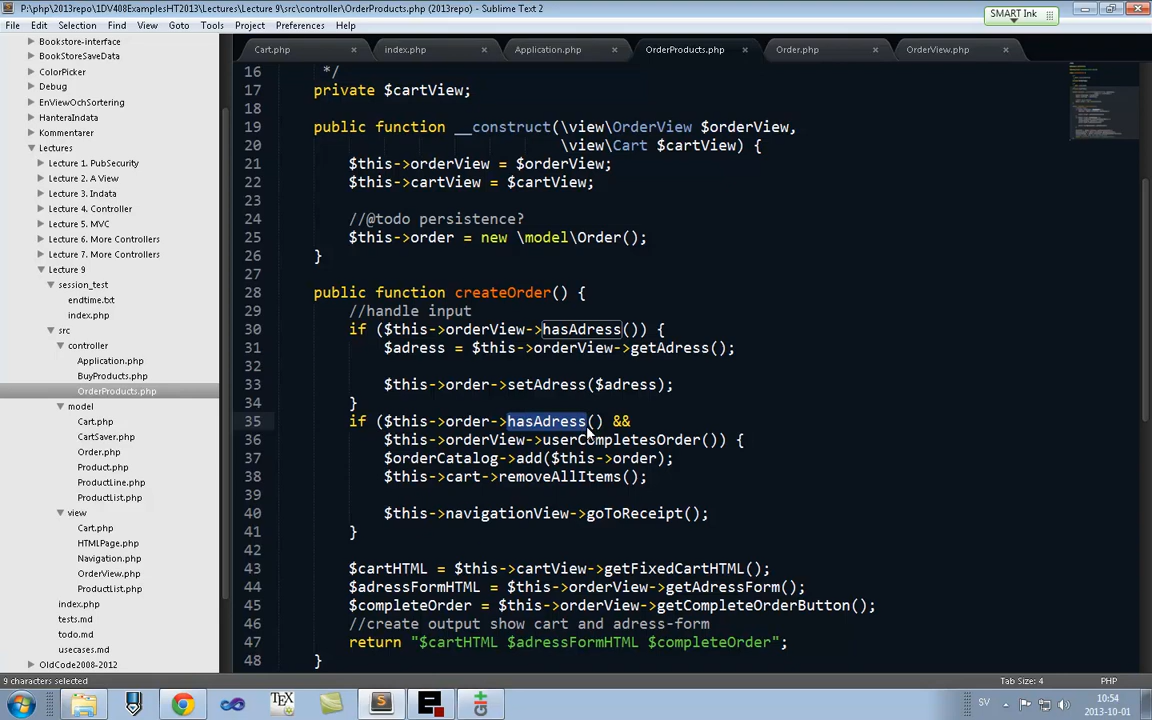 P:\php\2013repo\1DV408ExamplesHT2013\Lectures\Lecture 9\src\controller\OrderProducts.php (2013repo) - Sublime Text 2
SMART Ink
File Edit Selection Find View Goto Tools Project Preferences Help
Bookstore-interface
BookStoreSaveData
ColorPicker
Debug
EnViewOchSortering
HanteraIndata
Kommentarer
Lectures
Lecture 1. PubSecurity
Lecture 2. A View
Lecture 3. Indata
Lecture 4. Controller
Lecture 5. MVC
Lecture 6. More Controllers
Lecture 7. More Controllers
Lecture 9
session_test
endtime.txt
index.php
src
controller
Application.php
BuyProducts.php
OrderProducts.php
model
Cart.php
CartSaver.php
Order.php
Product.php
ProductLine.php
ProductList.php
view
Cart.php
HTMLPage.php
Navigation.php
OrderView.php
ProductList.php
index.php
tests.md
todo.md
usecases.md
OldCode2008-2012
Cart.php × index.php × Application.php × OrderProducts.php × Order.php × OrderView.php ×
16 */
17 private $cartView;
18
19 public function __construct(\view\OrderView $orderView,
20 \view\Cart $cartView) {
21 $this->orderView = $orderView;
22 $this->cartView = $cartView;
23
24 //@todo persistence?
25 $this->order = new \model\Order();
26 }
27
28 public function createOrder() {
29 //handle input
30 if ($this->orderView->hasAdress()) {
31 $adress = $this->orderView->getAdress();
32
33 $this->order->setAdress($adress);
34 }
35 if ($this->order->hasAdress() &&
36 $this->orderView->userCompletesOrder()) {
37 $orderCatalog->add($this->order);
38 $this->cart->removeAllItems();
39
40 $this->navigationView->goToReceipt();
41 }
42
43 $cartHTML = $this->cartView->getFixedCartHTML();
44 $adressFormHTML = $this->orderView->getAdressForm();
45 $completeOrder = $this->orderView->getCompleteOrderButton();
46 //create output show cart and adress-form
47 return "$cartHTML $adressFormHTML $completeOrder";
48 }
9 characters selected Tab Size: 4 PHP
TEX SV 10:54
2013-10-01